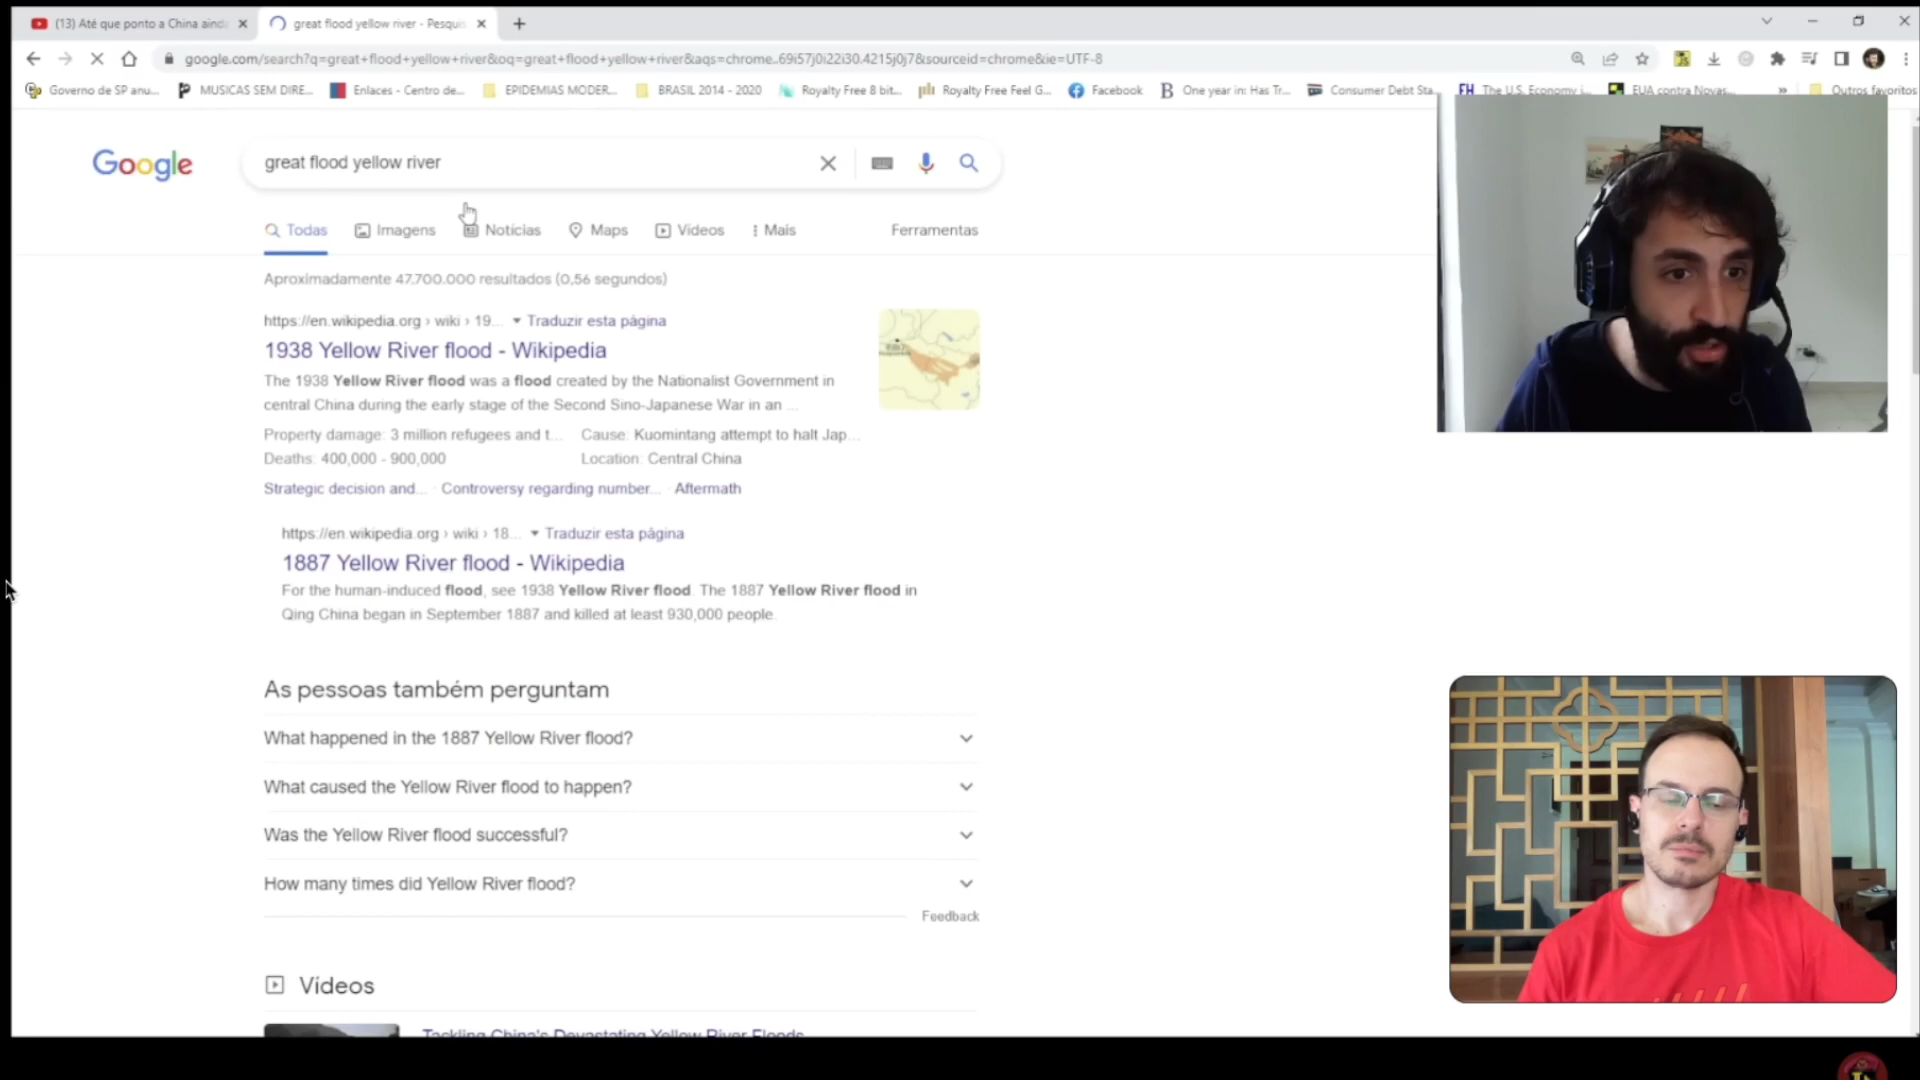 (13) Até que ponto a China ainda
great flood yellow river - Pesquis
google.com/search?q=great+flood+yellow+river&oq=great+flood+yellow+river&aqs=chrome..69i57j0i22i30.4215j0j7&sourceid=chrome&ie=UTF-8
Governo de SP anu...
MUSICAS SEM DIRE...
Enlaces - Centro de...
EPIDEMIAS MODER...
BRASIL 2014 - 2020
Royalty Free 8 bit...
Royalty Free Feel G...
Facebook
One year in: Has Tr...
Consumer Debt Sta...
The U.S. Economy i...
EUA contra Novas...
»
Outros favoritos
Google
great flood yellow river
Todas
Imagens
Notícias
Maps
Vídeos
Mais
Ferramentas
Aproximadamente 47.700.000 resultados (0,56 segundos)
https://en.wikipedia.org › wiki › 19... Traduzir esta página
1938 Yellow River flood - Wikipedia
The 1938 Yellow River flood was a flood created by the Nationalist Government in
central China during the early stage of the Second Sino-Japanese War in an ...
Property damage: 3 million refugees and t... Cause: Kuomintang attempt to halt Jap...
Deaths: 400,000 - 900,000 Location: Central China
Strategic decision and... · Controversy regarding number... · Aftermath
https://en.wikipedia.org › wiki › 18... Traduzir esta página
1887 Yellow River flood - Wikipedia
For the human-induced flood, see 1938 Yellow River flood. The 1887 Yellow River flood in
Qing China began in September 1887 and killed at least 930,000 people.
As pessoas também perguntam
What happened in the 1887 Yellow River flood?
What caused the Yellow River flood to happen?
Was the Yellow River flood successful?
How many times did Yellow River flood?
Feedback
Vídeos
Tackling China's Devastating Yellow River Floods